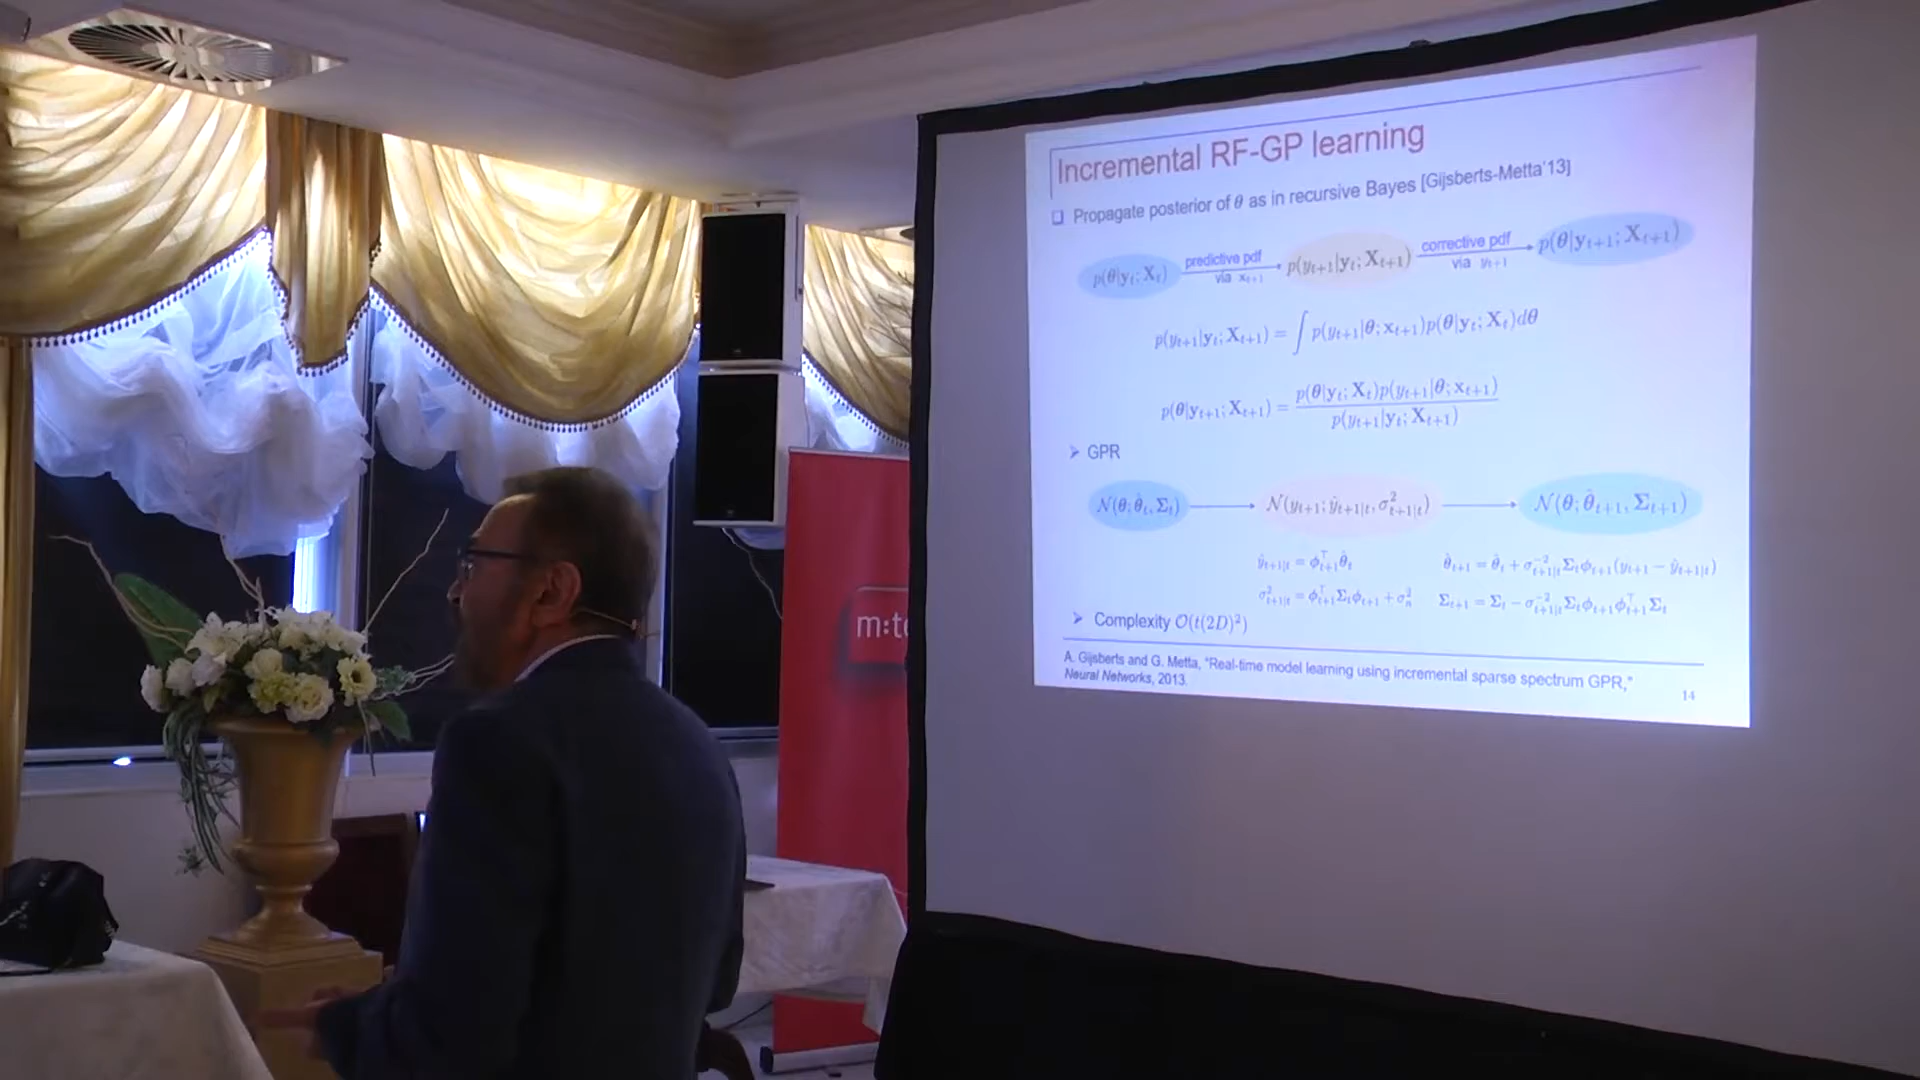 Incremental RF-GP learning
❑ Propagate posterior of θ as in recursive Bayes [Gijsberts-Metta'13]
p(θ|y_t; X_t) predictive pdf via x_{t+1} p(y_{t+1}|y_t; X_{t+1}) corrective pdf via y_{t+1} p(θ|y_{t+1}; X_{t+1})
p(y_{t+1}|y_t; X_{t+1}) = ∫ p(y_{t+1}|θ; x_{t+1})p(θ|y_t; X_t)dθ
p(θ|y_{t+1}; X_{t+1}) = p(θ|y_t; X_t)p(y_{t+1}|θ; x_{t+1}) / p(y_{t+1}|y_t; X_{t+1})
➢ GPR
N(θ; θ̂_t, Σ_t) → N(y_{t+1}; ŷ_{t+1|t}, σ²_{t+1|t}) → N(θ; θ̂_{t+1}, Σ_{t+1})
ŷ_{t+1|t} = φ_{t+1}^⊤ θ̂_t θ̂_{t+1} = θ̂_t + σ_{t+1|t}^{-2} Σ_t φ_{t+1}(y_{t+1} − ŷ_{t+1|t})
σ²_{t+1|t} = φ_{t+1}^⊤ Σ_t φ_{t+1} + σ_n² Σ_{t+1} = Σ_t − σ_{t+1|t}^{-2} Σ_t φ_{t+1} φ_{t+1}^⊤ Σ_t
➢ Complexity O(t(2D)²)
A. Gijsberts and G. Metta, "Real-time model learning using incremental sparse spectrum GPR,"
Neural Networks, 2013.
14
m:t